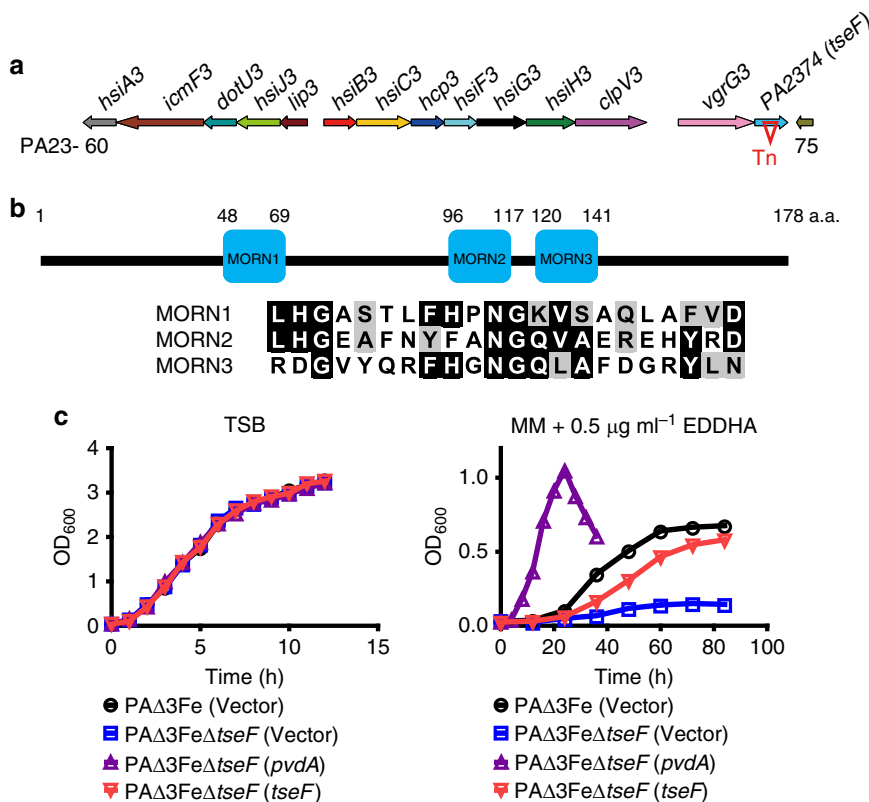 a
hsiA3 icmF3 dotU3 hsiJ3 lip3 hsiB3 hsiC3 hcp3 hsiF3 hsiG3 hsiH3 clpV3 vgrG3 PA2374 (tseF)
PA23- 60 75
Tn
b
1 48 69 96 117 120 141 178 a.a.
MORN1 MORN2 MORN3
MORN1 LHGASTLFHPNGKVSAQLAFVD
MORN2 LHGEAFNYFANGQVAEREHYRD
MORN3 RDGVYQRFHGNGQLAFDGRYLN
c
TSB
OD600
4
3
2
1
0
0 5 10 15
Time (h)
PAΔ3Fe (Vector)
PAΔ3FeΔtseF (Vector)
PAΔ3FeΔtseF (pvdA)
PAΔ3FeΔtseF (tseF)
MM + 0.5 μg ml⁻¹ EDDHA
OD600
1.0
0.5
0.0
0 20 40 60 80 100
Time (h)
PAΔ3Fe (Vector)
PAΔ3FeΔtseF (Vector)
PAΔ3FeΔtseF (pvdA)
PAΔ3FeΔtseF (tseF)